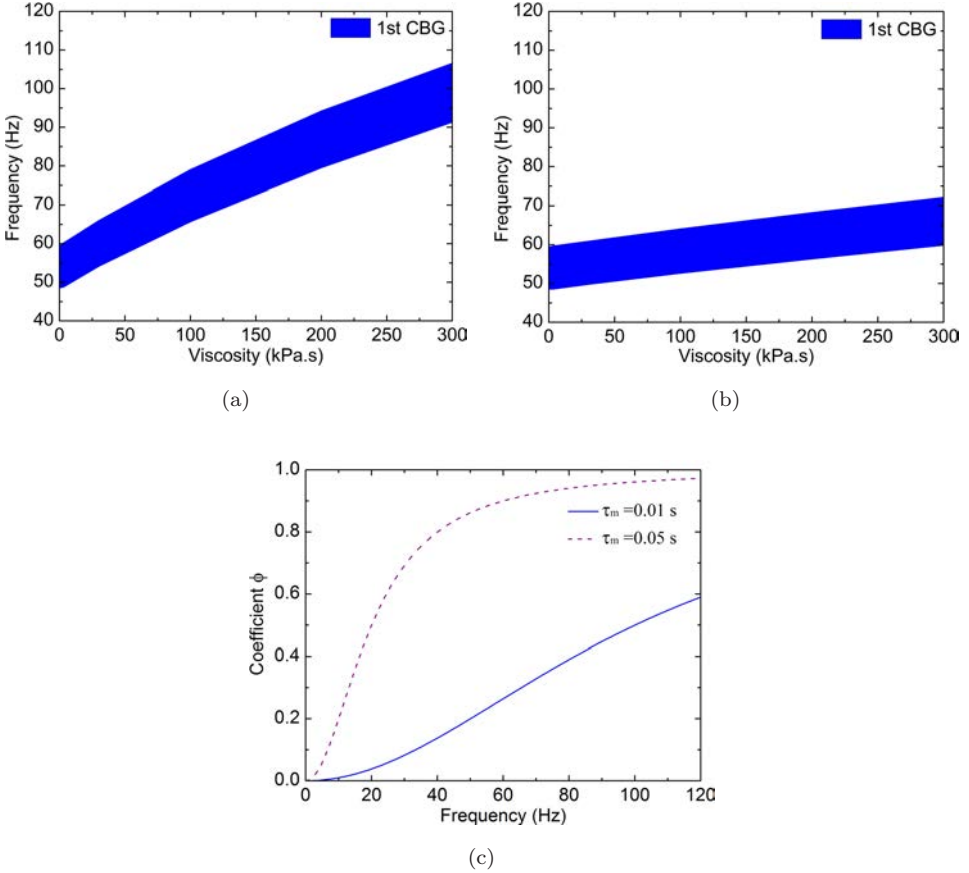 120
110
100
90
80
70
60
50
40
Frequency (Hz)
1st CBG
0 50 100 150 200 250 300
Viscosity (kPa.s)
(a)
120
110
100
90
80
70
60
50
40
Frequency (Hz)
1st CBG
0 50 100 150 200 250 300
Viscosity (kPa.s)
(b)
1.0
0.8
0.6
0.4
0.2
0.0
Coefficient ϕ
τm =0.01 s
τm =0.05 s
0 20 40 60 80 100 120
Frequency (Hz)
(c)